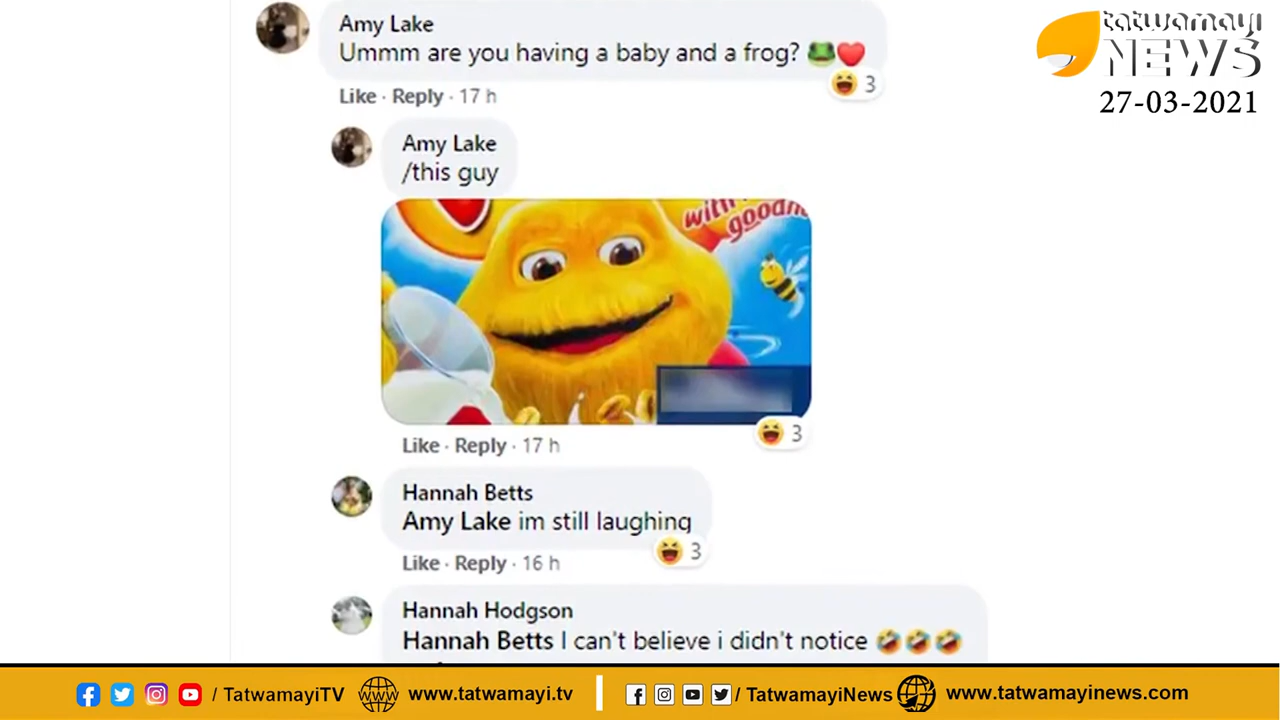 Amy Lake
Ummm are you having a baby and a frog? 🐸❤️
3
Like · Reply · 17 h
Amy Lake
/this guy
with
goodn
Like · Reply · 17 h
3
Hannah Betts
Amy Lake im still laughing
3
Like · Reply · 16 h
Hannah Hodgson
Hannah Betts I can't believe i didn't notice 🤣🤣🤣
tatwamayi
NEWS
27-03-2021
/ TatwamayiTV www.tatwamayi.tv / TatwamayiNews www.tatwamayinews.com